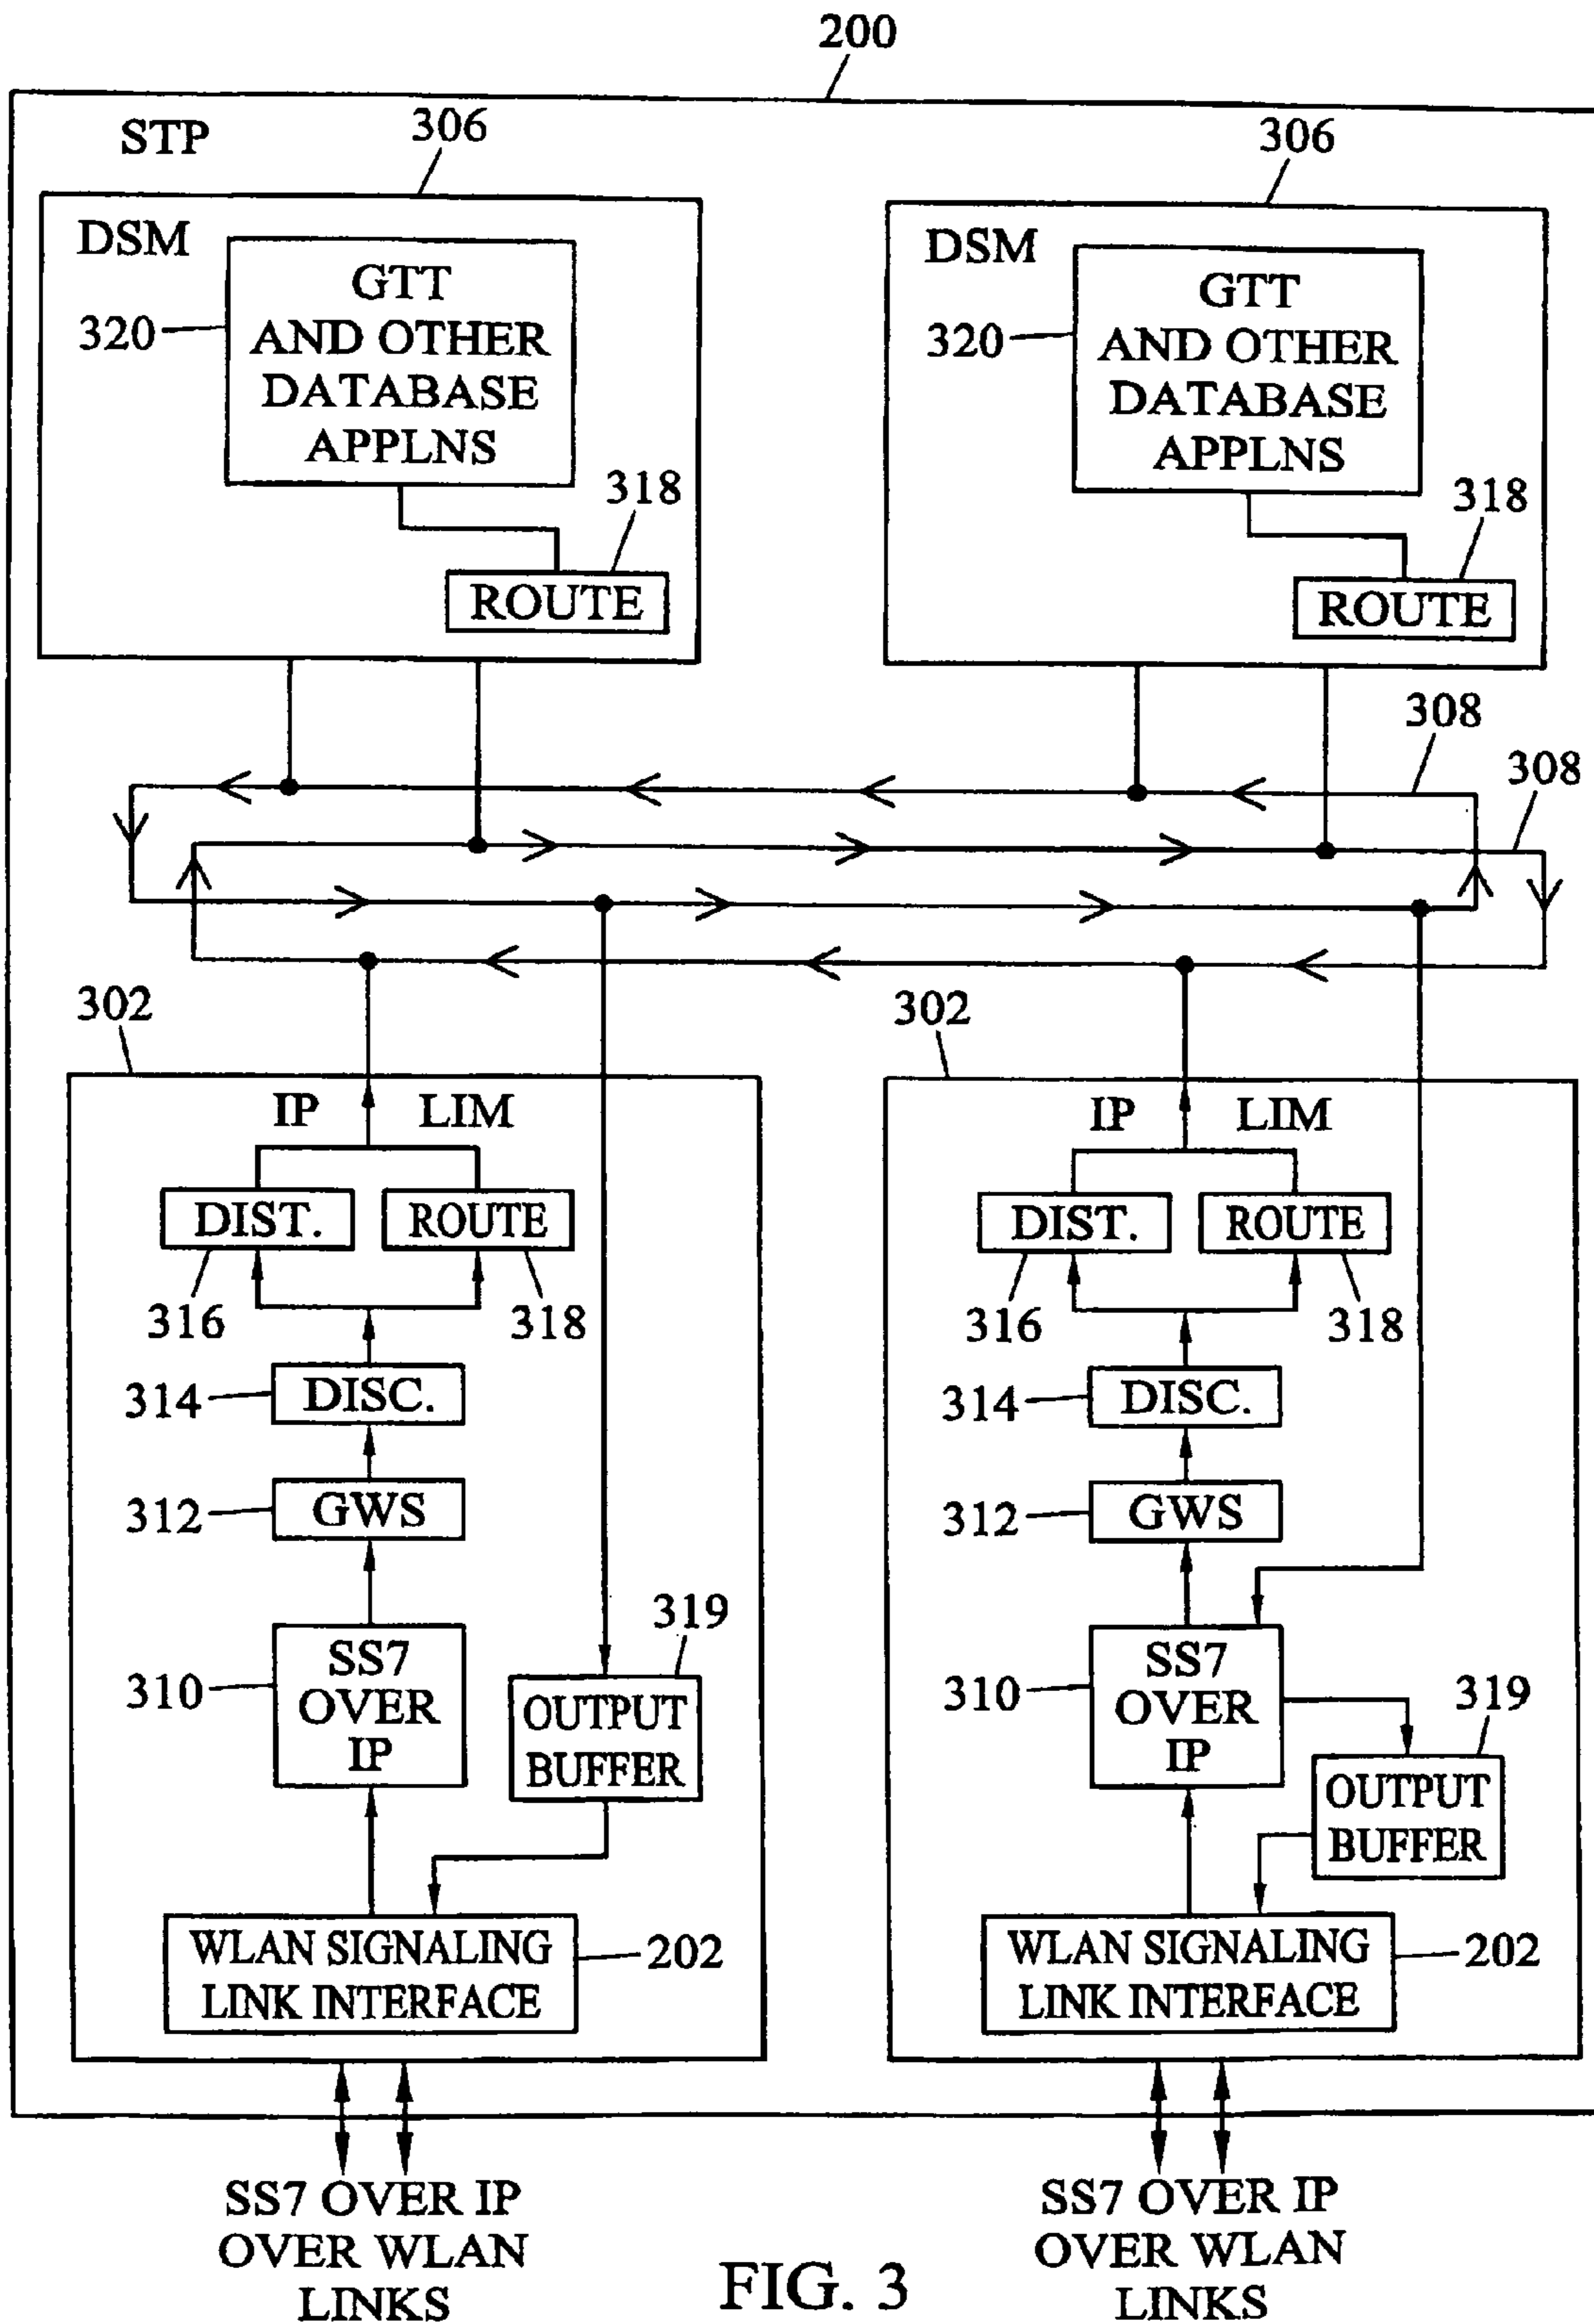 200
STP
306
306
DSM
GTT
AND OTHER
DATABASE
APPLNS
320
318
ROUTE
DSM
GTT
AND OTHER
DATABASE
APPLNS
320
318
ROUTE
308
308
302
IP LIM
DIST.
ROUTE
316
318
314
DISC.
312
GWS
310
SS7
OVER
IP
319
OUTPUT
BUFFER
WLAN SIGNALING
LINK INTERFACE
202
SS7 OVER IP
OVER WLAN
LINKS
302
IP LIM
DIST.
ROUTE
316
318
314
DISC.
312
GWS
310
SS7
OVER
IP
319
OUTPUT
BUFFER
WLAN SIGNALING
LINK INTERFACE
202
SS7 OVER IP
OVER WLAN
LINKS
FIG. 3